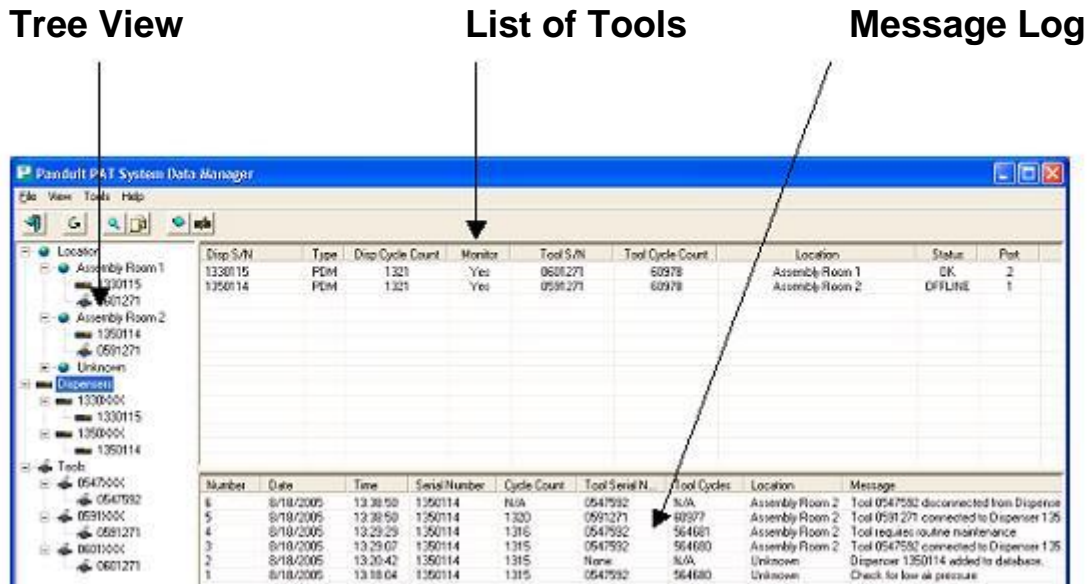 Tree View List of Tools Message Log
Panduit PAT System Data Manager
File View Tools Help
Locator
Assembly Room 1
1330115
0601271
Assembly Room 2
1350114
0591271
Unknown
Dispensers
1330XXX
1330115
1350XXX
1350114
Tools
0547XXX
0547592
0591XXX
0591271
0601XXX
0601271
Disp S/N Type Disp Cycle Count Monitor Tool S/N Tool Cycle Count Location Status Port
1330115 PDM 1321 Yes 0601271 60978 Assembly Room 1 OK 2
1350114 PDM 1321 Yes 0591271 60978 Assembly Room 2 OFFLINE 1
Number Date Time Serial Number Cycle Count Tool Serial N... Tool Cycles Location Message
6 8/18/2005 13:38:50 1350114 N/A 0547592 N/A Assembly Room 2 Tool 0547592 disconnected from Dispense
5 8/18/2005 13:38:50 1350114 1320 0591271 60977 Assembly Room 2 Tool 0591271 connected to Dispenser 135
4 8/18/2005 13:29:29 1350114 1316 0547592 564681 Assembly Room 2 Tool requires routine maintenance
3 8/18/2005 13:29:07 1350114 1315 0547592 564680 Assembly Room 2 Tool 0547592 connected to Dispenser 135
2 8/18/2005 13:20:42 1350114 1315 None N/A Unknown Dispenser 1350114 added to database.
1 8/18/2005 13:18:04 1350114 1315 0547592 564680 Unknown Check for low air pressure